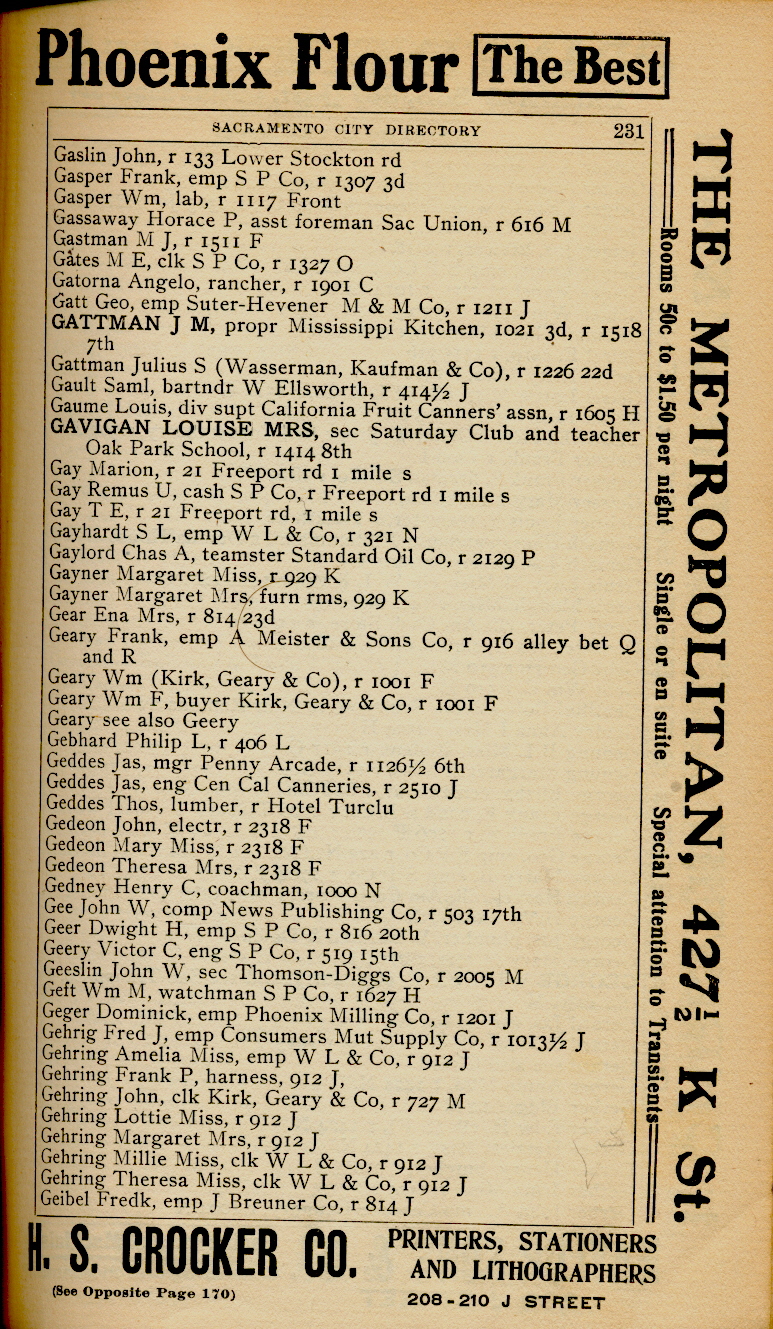 Phoenix Flour The Best
SACRAMENTO CITY DIRECTORY 231
Gaslin John, r 133 Lower Stockton rd
Gasper Frank, emp S P Co, r 1307 3d
Gasper Wm, lab, r 1117 Front
Gassaway Horace P, asst foreman Sac Union, r 616 M
Gastman M J, r 1511 F
Gates M E, clk S P Co, r 1327 O
Gatorna Angelo, rancher, r 1901 C
Gatt Geo, emp Suter-Hevener M & M Co, r 1211 J
GATTMAN J M, propr Mississippi Kitchen, 1021 3d, r 1518
7th
Gattman Julius S (Wasserman, Kaufman & Co), r 1226 22d
Gault Saml, bartndr W Ellsworth, r 414½ J
Gaume Louis, div supt California Fruit Canners' assn, r 1605 H
GAVIGAN LOUISE MRS, sec Saturday Club and teacher
Oak Park School, r 1414 8th
Gay Marion, r 21 Freeport rd 1 mile s
Gay Remus U, cash S P Co, r Freeport rd 1 mile s
Gay T E, r 21 Freeport rd, 1 mile s
Gayhardt S L, emp W L & Co, r 321 N
Gaylord Chas A, teamster Standard Oil Co, r 2129 P
Gayner Margaret Miss, r 929 K
Gayner Margaret Mrs, furn rms, 929 K
Gear Ena Mrs, r 814 23d
Geary Frank, emp A Meister & Sons Co, r 916 alley bet Q
and R
Geary Wm (Kirk, Geary & Co), r 1001 F
Geary Wm F, buyer Kirk, Geary & Co, r 1001 F
Geary see also Geery
Gebhard Philip L, r 406 L
Geddes Jas, mgr Penny Arcade, r 1126½ 6th
Geddes Jas, eng Cen Cal Canneries, r 2510 J
Geddes Thos, lumber, r Hotel Turclu
Gedeon John, electr, r 2318 F
Gedeon Mary Miss, r 2318 F
Gedeon Theresa Mrs, r 2318 F
Gedney Henry C, coachman, 1000 N
Gee John W, comp News Publishing Co, r 503 17th
Geer Dwight H, emp S P Co, r 816 20th
Geery Victor C, eng S P Co, r 519 15th
Geeslin John W, sec Thomson-Diggs Co, r 2005 M
Geft Wm M, watchman S P Co, r 1627 H
Geger Dominick, emp Phoenix Milling Co, r 1201 J
Gehrig Fred J, emp Consumers Mut Supply Co, r 1013½ J
Gehring Amelia Miss, emp W L & Co, r 912 J
Gehring Frank P, harness, 912 J,
Gehring John, clk Kirk, Geary & Co, r 727 M
Gehring Lottie Miss, r 912 J
Gehring Margaret Mrs, r 912 J
Gehring Millie Miss, clk W L & Co, r 912 J
Gehring Theresa Miss, clk W L & Co, r 912 J
Geibel Fredk, emp J Breuner Co, r 814 J
THE METROPOLITAN, 427½ K St.
Rooms 50c to $1.50 per night Single or en suite Special attention to Transients
H. S. CROCKER CO.
(See Opposite Page 170)
PRINTERS, STATIONERS
AND LITHOGRAPHERS
208-210 J STREET